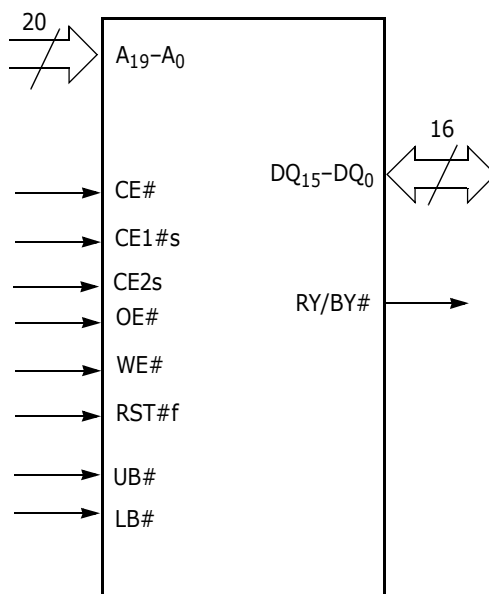 20
A19–A0
16
DQ15–DQ0
CE#
CE1#s
CE2s
RY/BY#
OE#
WE#
RST#f
UB#
LB#